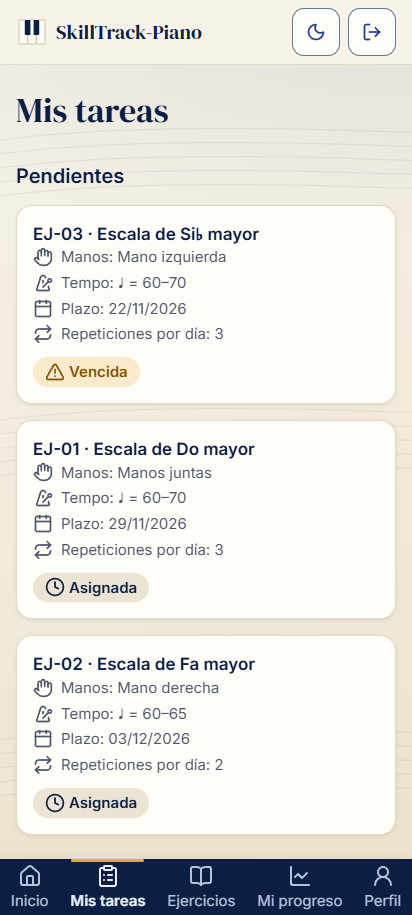 SkillTrack-Piano
Mis tareas
Pendientes
EJ-03 · Escala de Si♭ mayor
Manos: Mano izquierda
Tempo: ♩ = 60–70
Plazo: 22/11/2026
Repeticiones por día: 3
Vencida
EJ-01 · Escala de Do mayor
Manos: Manos juntas
Tempo: ♩ = 60–70
Plazo: 29/11/2026
Repeticiones por día: 3
Asignada
EJ-02 · Escala de Fa mayor
Manos: Mano derecha
Tempo: ♩ = 60–65
Plazo: 03/12/2026
Repeticiones por día: 2
Asignada
Inicio Mis tareas Ejercicios Mi progreso Perfil